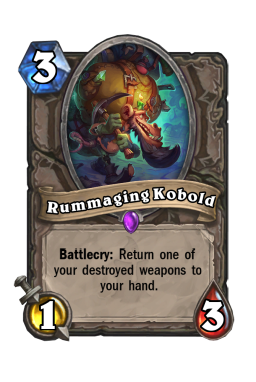 3
Rummaging Kobold
Battlecry: Return one of
your destroyed weapons to
your hand.
1
3